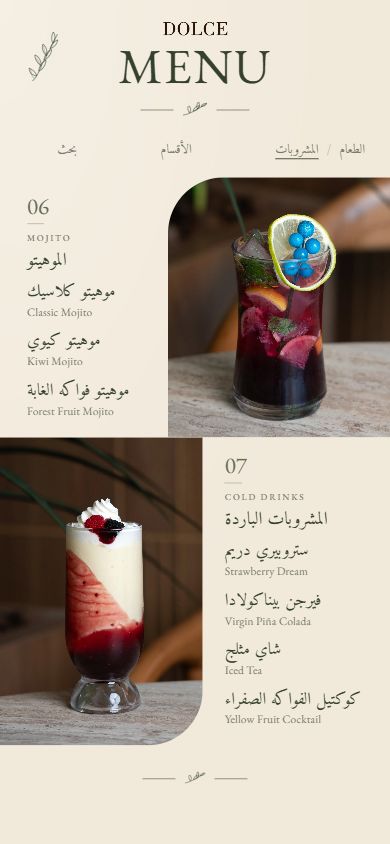 DOLCE
MENU
الطعام / المشروبات
الأقسام
بحث
06
MOJITO
الموهيتو
موهيتو كلاسيك
Classic Mojito
موهيتو كيوي
Kiwi Mojito
موهيتو فواكه الغابة
Forest Fruit Mojito
07
COLD DRINKS
المشروبات الباردة
ستروبيري دريم
Strawberry Dream
فيرجن بيناكولادا
Virgin Piña Colada
شاي مثلج
Iced Tea
كوكتيل الفواكه الصفراء
Yellow Fruit Cocktail